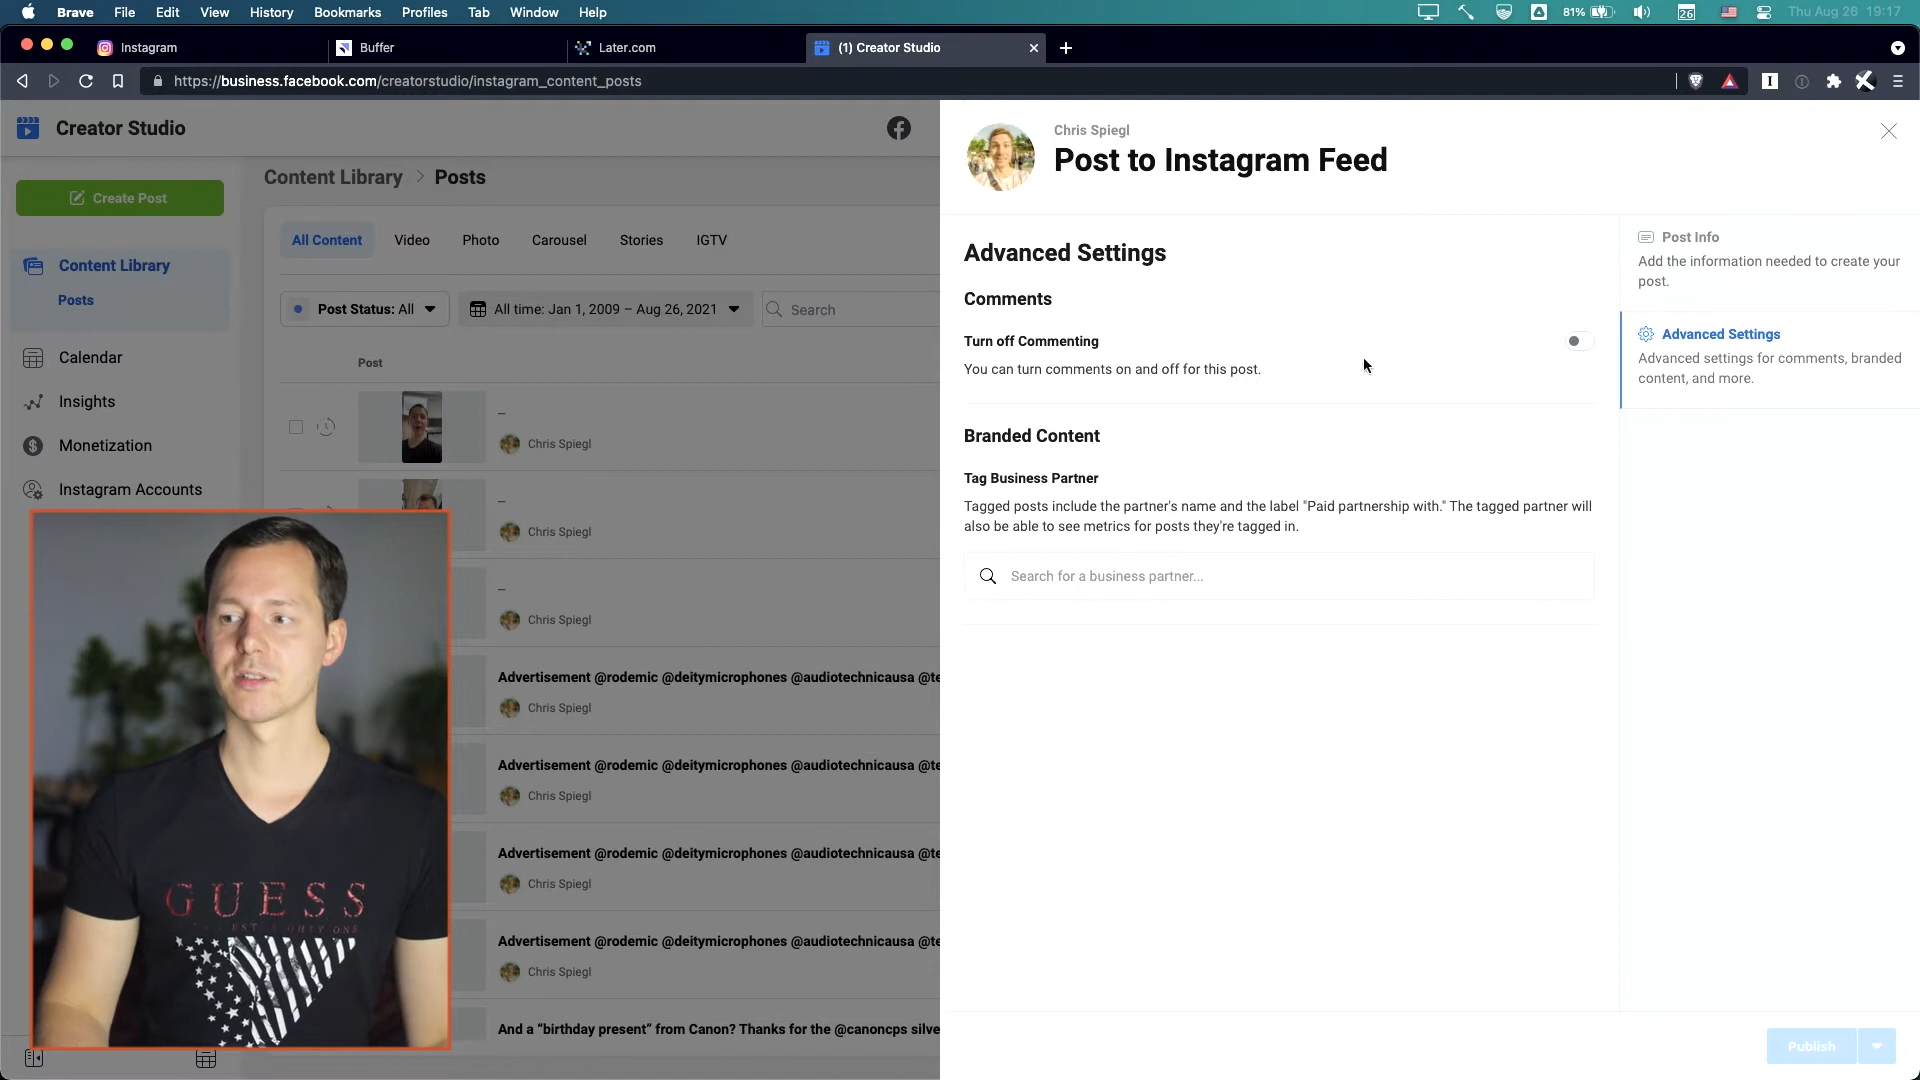 Brave File Edit View History Bookmarks Profiles Tab Window Help 81% 26 Thu Aug 26 19:17
Instagram Buffer Later.com (1) Creator Studio
https://business.facebook.com/creatorstudio/instagram_content_posts
Creator Studio
Create Post
Content Library
Posts
Calendar
Insights
Monetization
Instagram Accounts
Content Library > Posts
All Content Video Photo Carousel Stories IGTV
Post Status: All All time: Jan 1, 2009 – Aug 26, 2021 Search
Post
–
Chris Spiegl
–
Chris Spiegl
–
Chris Spiegl
Advertisement @rodemic @deitymicrophones @audiotechnicausa @te
Chris Spiegl
Advertisement @rodemic @deitymicrophones @audiotechnicausa @te
Chris Spiegl
Advertisement @rodemic @deitymicrophones @audiotechnicausa @te
Chris Spiegl
Advertisement @rodemic @deitymicrophones @audiotechnicausa @te
Chris Spiegl
And a “birthday present” from Canon? Thanks for the @canoncps silve
GUESS
Chris Spiegl
Post to Instagram Feed
Advanced Settings
Comments
Turn off Commenting
You can turn comments on and off for this post.
Branded Content
Tag Business Partner
Tagged posts include the partner's name and the label "Paid partnership with." The tagged partner will
also be able to see metrics for posts they're tagged in.
Search for a business partner...
Post Info
Add the information needed to create your
post.
Advanced Settings
Advanced settings for comments, branded
content, and more.
Publish